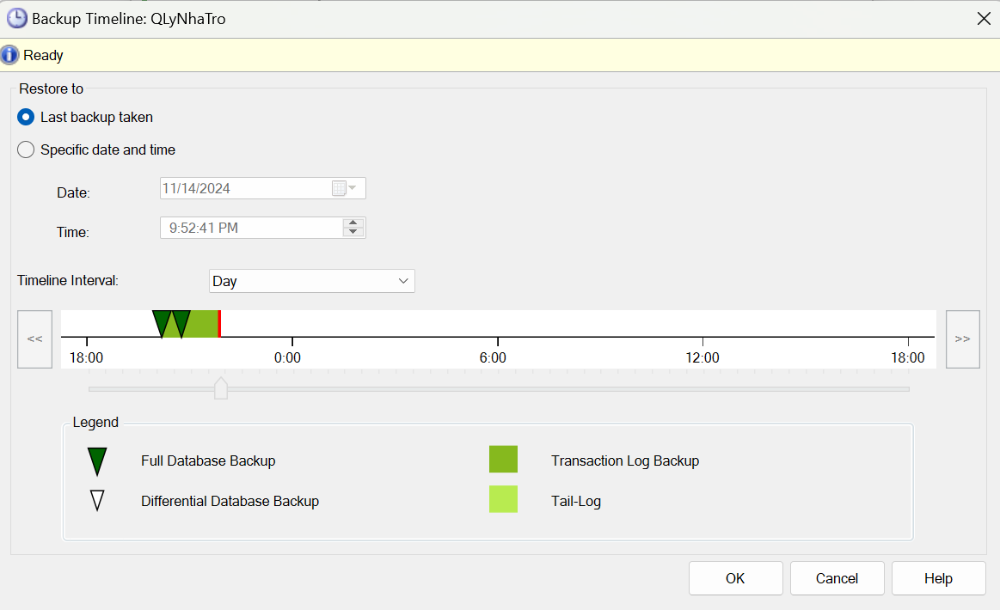 Backup Timeline: QLyNhaTro
Ready
Restore to
Last backup taken
Specific date and time
Date: 11/14/2024
Time: 9:52:41 PM
Timeline Interval: Day
<< >>
18:00 0:00 6:00 12:00 18:00
Legend
Full Database Backup Transaction Log Backup
Differential Database Backup Tail-Log
OK Cancel Help